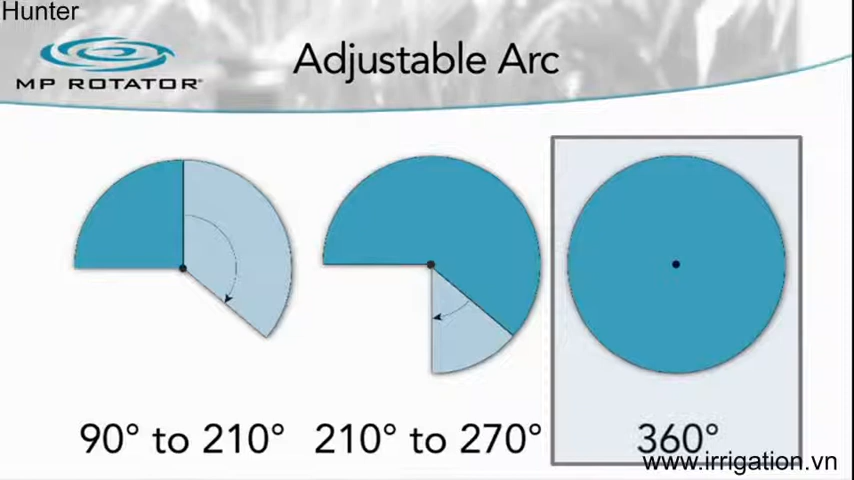 Hunter
MP ROTATOR®
Adjustable Arc
90° to 210°
210° to 270°
360°
www.irrigation.vn